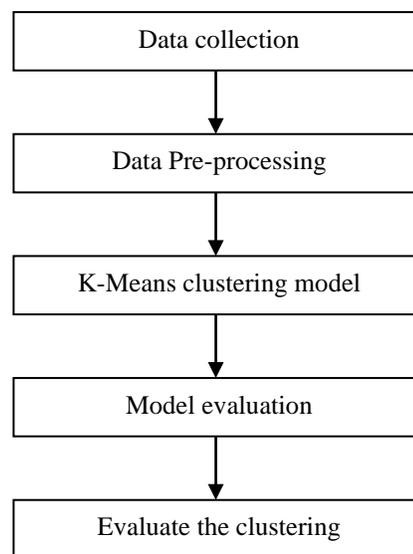 Data collection
Data Pre-processing
K-Means clustering model
Model evaluation
Evaluate the clustering